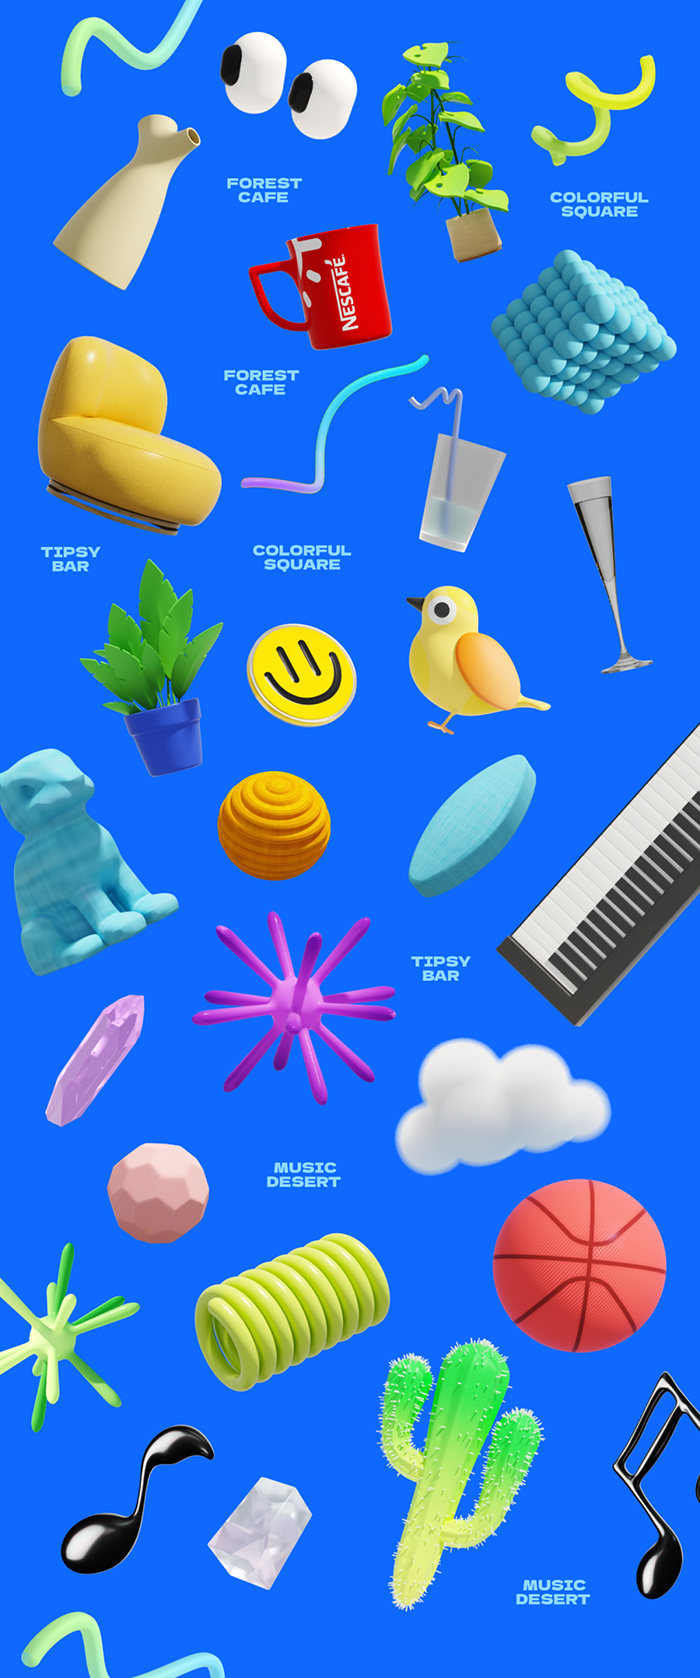 FOREST
CAFE
COLORFUL
SQUARE
NESCAFÉ
FOREST
CAFE
TIPSY
BAR
COLORFUL
SQUARE
TIPSY
BAR
MUSIC
DESERT
MUSIC
DESERT